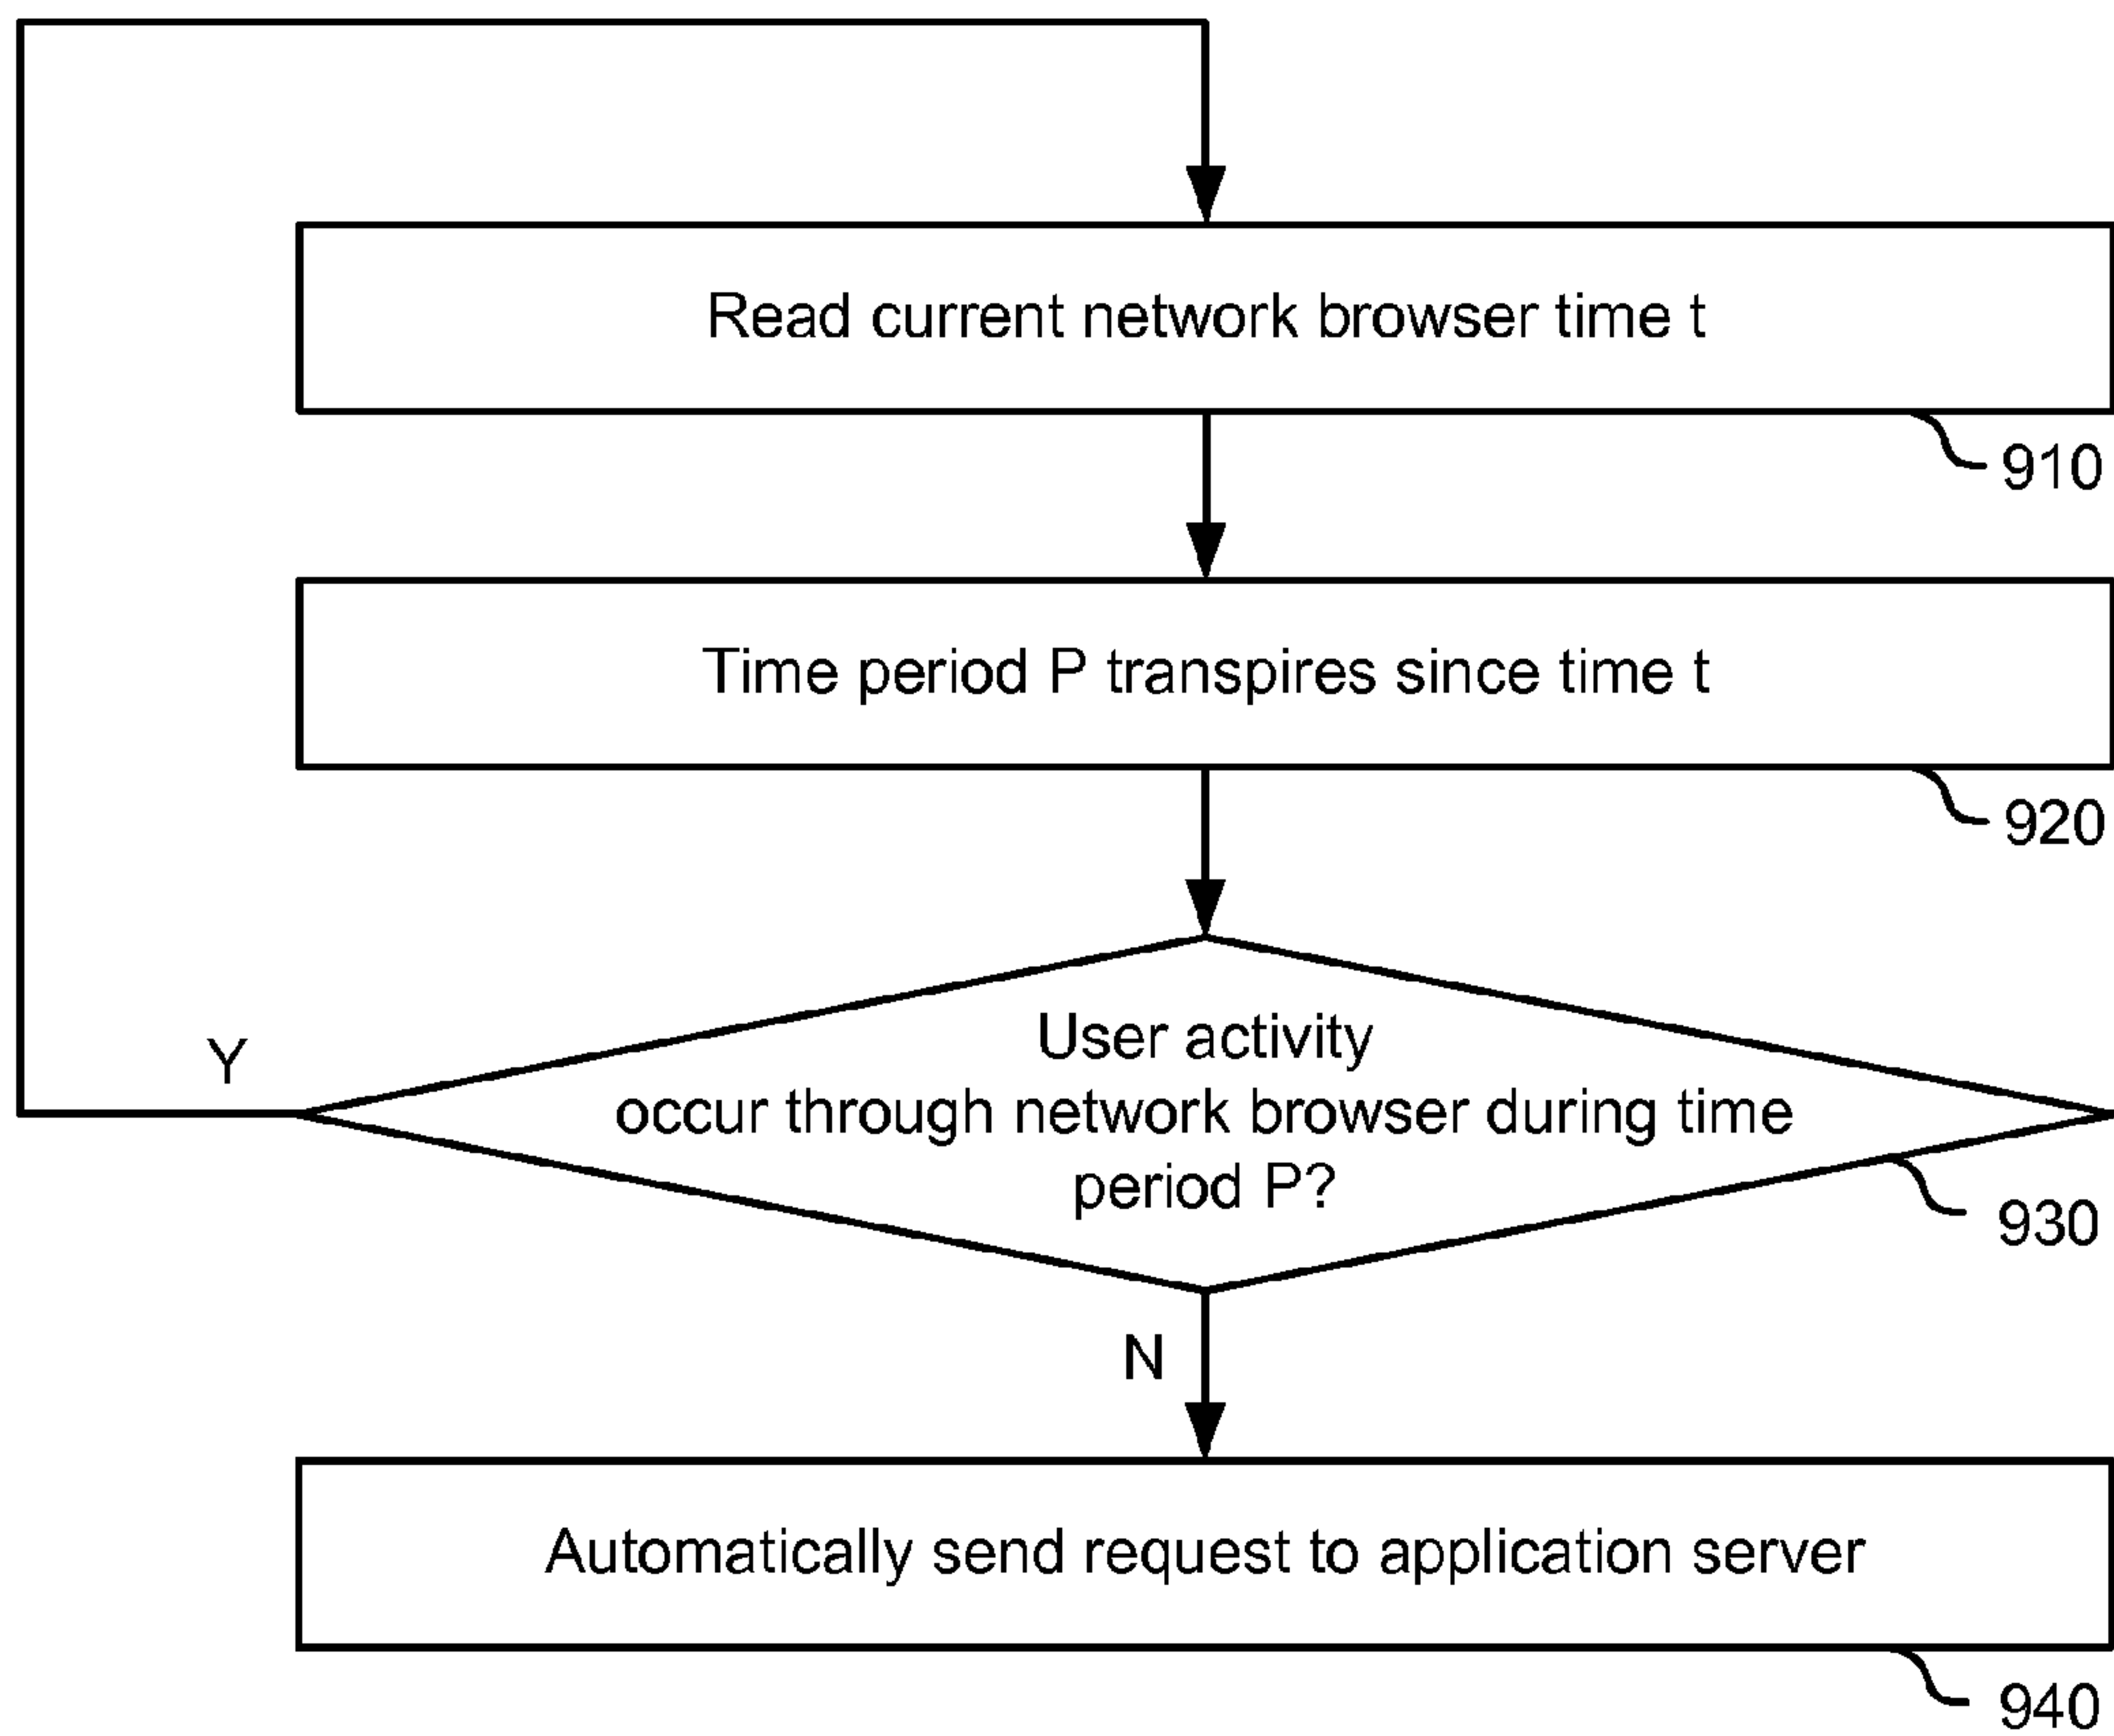 Read current network browser time t
910
Time period P transpires since time t
920
User activity
occur through network browser during time
period P?
Y
930
N
Automatically send request to application server
940